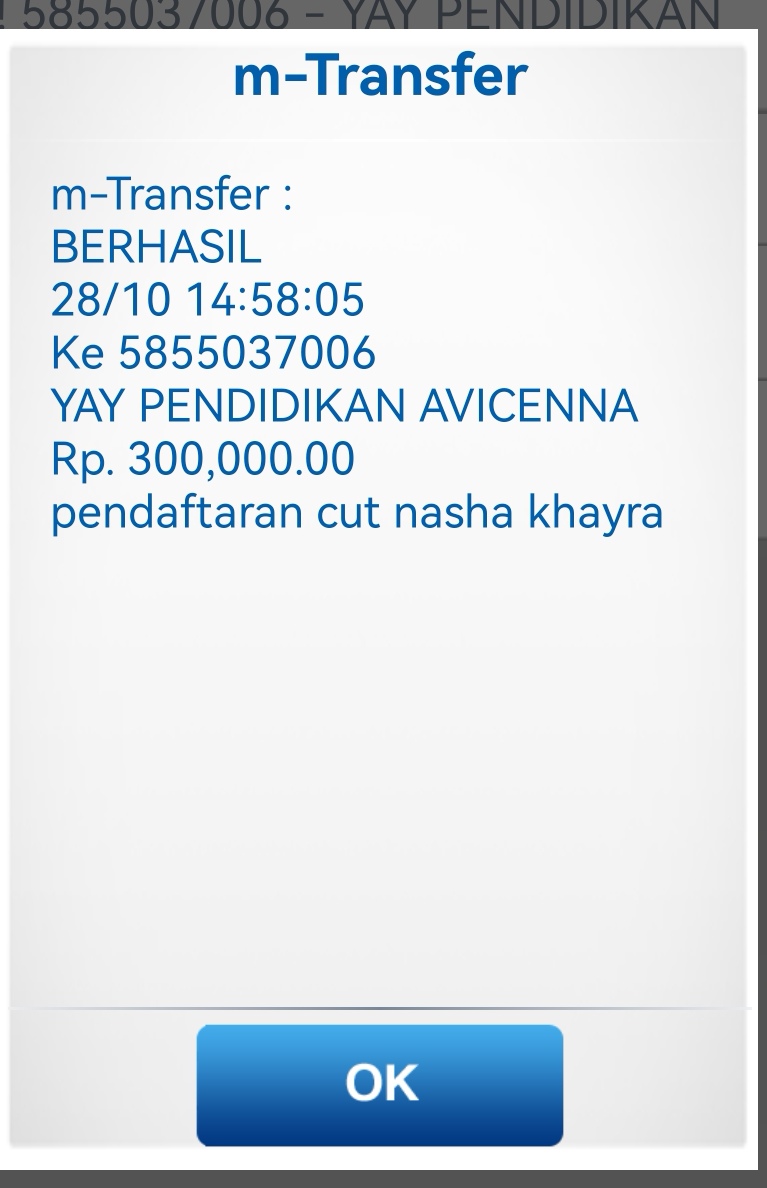 ! 5855037006 - YAY PENDIDIKAN
m-Transfer
m-Transfer :
BERHASIL
28/10 14:58:05
Ke 5855037006
YAY PENDIDIKAN AVICENNA
Rp. 300,000.00
pendaftaran cut nasha khayra
OK